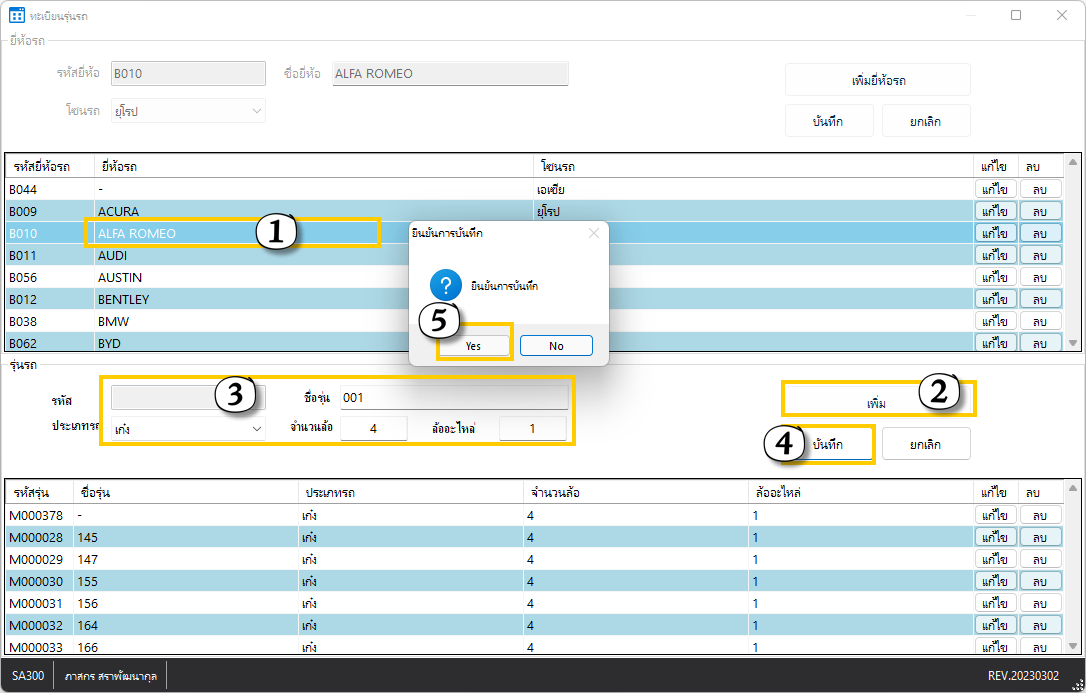 ทะเบียนรุ่นรถ
ยี่ห้อรถ
รหัสยี่ห้อ B010 ชื่อยี่ห้อ ALFA ROMEO เพิ่มยี่ห้อรถ
โซนรถ ยุโรป บันทึก ยกเลิก
รหัสยี่ห้อรถ ยี่ห้อรถ โซนรถ แก้ไข ลบ
B044 - เอเชีย แก้ไข ลบ
B009 ACURA ยุโรป แก้ไข ลบ
B010 ALFA ROMEO 1 แก้ไข ลบ
B011 AUDI แก้ไข ลบ
B056 AUSTIN แก้ไข ลบ
B012 BENTLEY แก้ไข ลบ
B038 BMW แก้ไข ลบ
B062 BYD แก้ไข ลบ
ยืนยันการบันทึก
? ยืนยันการบันทึก
5
Yes No
รุ่นรถ
รหัส 3 ชื่อรุ่น 001 เพิ่ม 2
ประเภทรถ เก๋ง จำนวนล้อ 4 ล้ออะไหล่ 1 4 บันทึก ยกเลิก
รหัสรุ่น ชื่อรุ่น ประเภทรถ จำนวนล้อ ล้ออะไหล่ แก้ไข ลบ
M000378 - เก๋ง 4 1 แก้ไข ลบ
M000028 145 เก๋ง 4 1 แก้ไข ลบ
M000029 147 เก๋ง 4 1 แก้ไข ลบ
M000030 155 เก๋ง 4 1 แก้ไข ลบ
M000031 156 เก๋ง 4 1 แก้ไข ลบ
M000032 164 เก๋ง 4 1 แก้ไข ลบ
M000033 166 เก๋ง 4 1 แก้ไข ลบ
SA300 ภาสกร สราพัฒนากุล REV.20230302